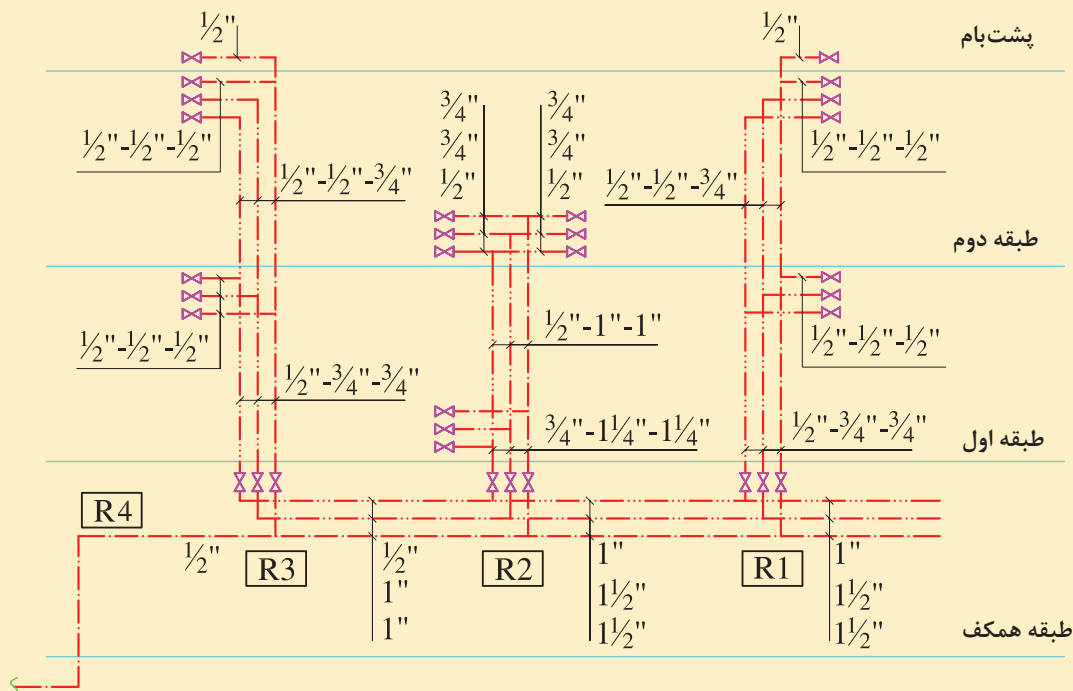 ½" ½" پشت‌بام
¾" ¾"
¾" ¾"
½"-½"-½" ½" ½" ½"-½"-½"
½"-½"-¾" ½"-½"-¾"
طبقه دوم
½"-1"-1"
½"-½"-½" ½"-½"-½"
½"-¾"-¾"
¾"-1¼"-1¼" ½"-¾"-¾" طبقه اول
R4
½" ½" 1" 1"
R3 R2 R1
1" 1½" 1½"
1" 1½" 1½" طبقه همکف